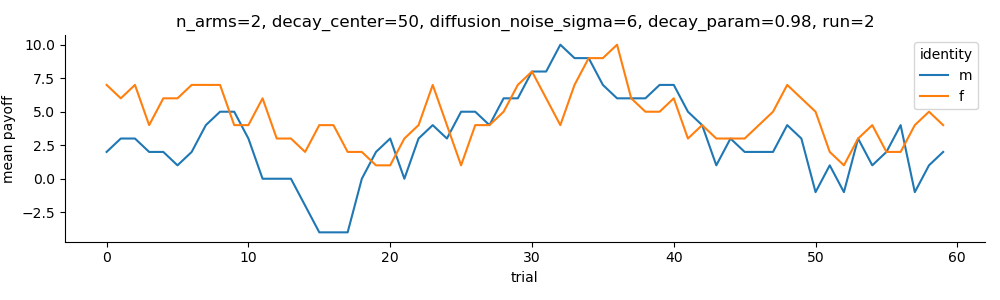 n_arms=2, decay_center=50, diffusion_noise_sigma=6, decay_param=0.98, run=2
mean payoff
10.0
7.5
5.0
2.5
0.0
−2.5
identity
m
f
0 10 20 30 40 50 60
trial